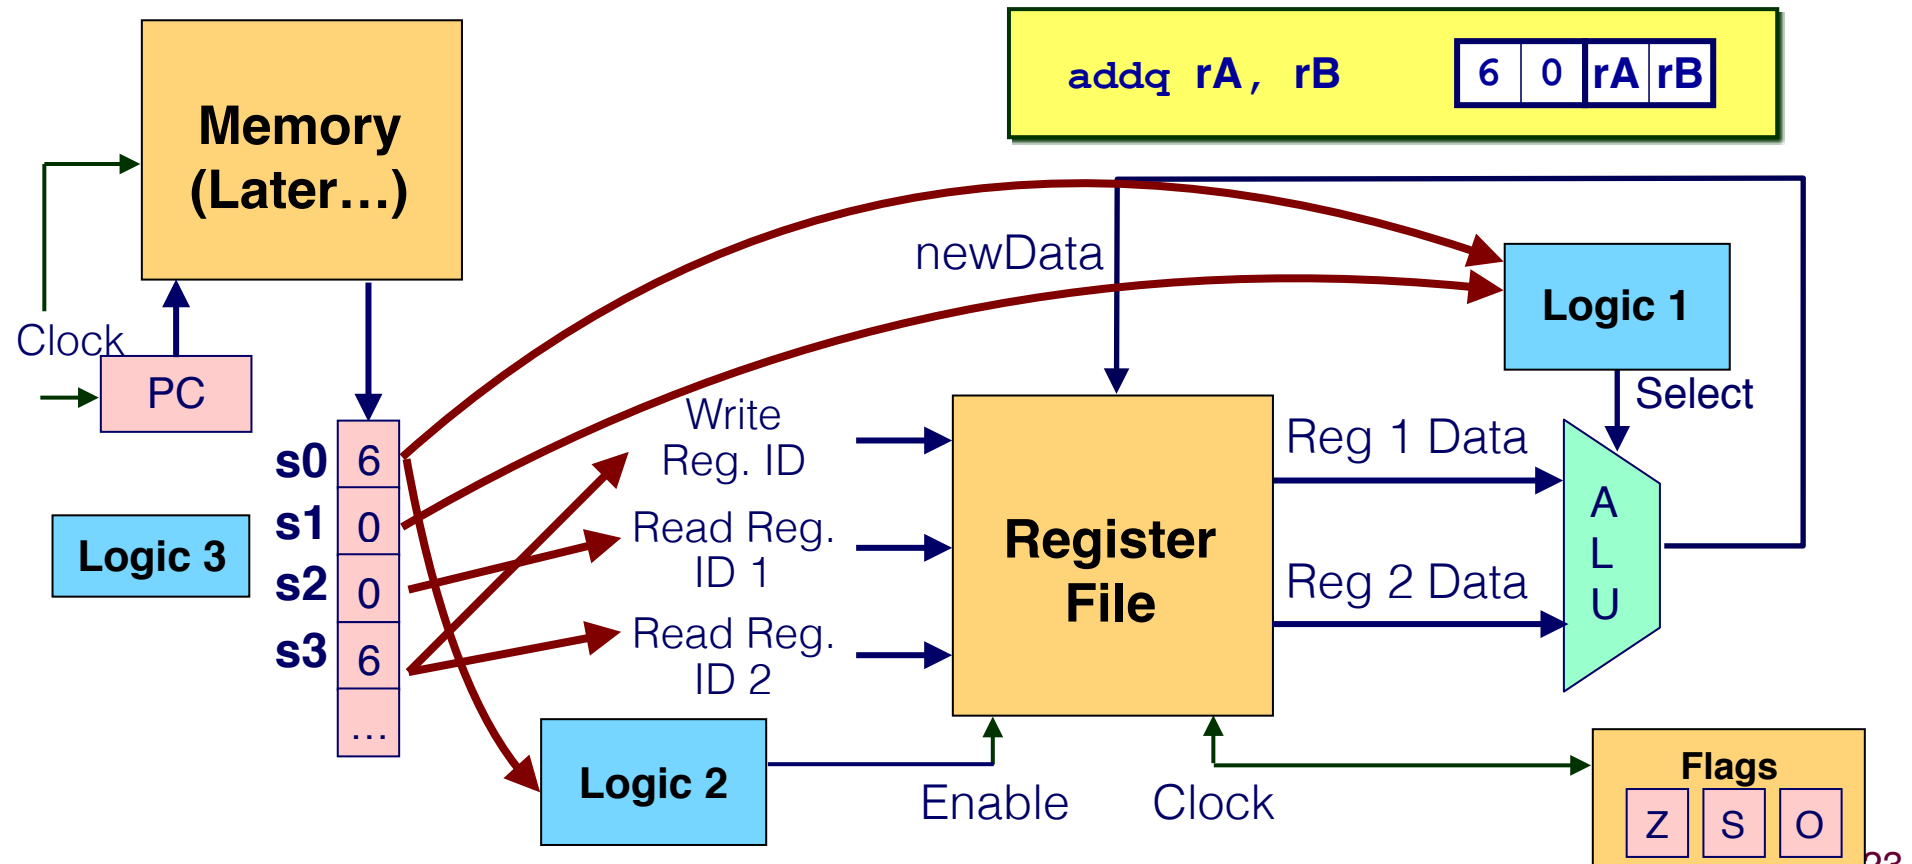 addq rA, rB
6 0 rA rB
Memory
(Later…)
newData
Logic 1
Clock
PC
Select
Write
Reg. ID
Reg 1 Data
s0 6
s1 0
s2 0
s3 6
…
Logic 3
Read Reg.
ID 1
Register
File
A
L
U
Reg 2 Data
Read Reg.
ID 2
Logic 2
Enable
Clock
Flags
Z S O
23